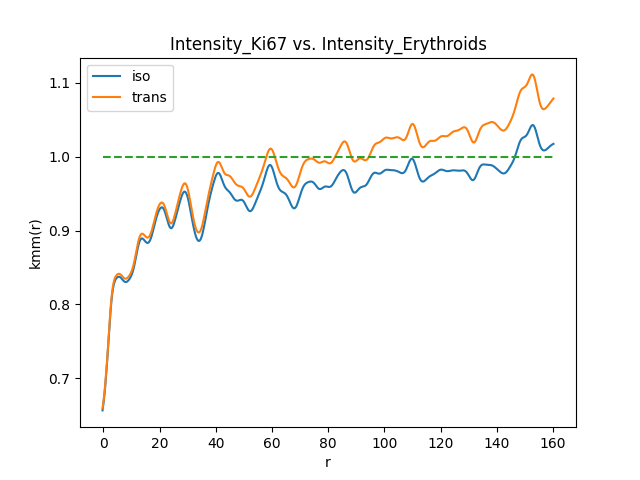 Intensity_Ki67 vs. Intensity_Erythroids
iso
trans
kmm(r)
1.1
1.0
0.9
0.8
0.7
0 20 40 60 80 100 120 140 160
r